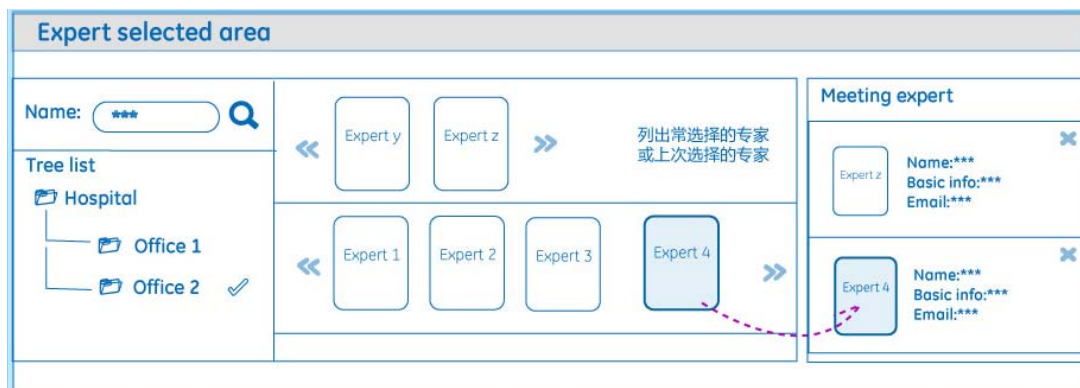 Expert selected area
Name: ***
Tree list
Hospital
Office 1
Office 2
Expert y
Expert z
列出常选择的专家
或上次选择的专家
Expert 1
Expert 2
Expert 3
Expert 4
Meeting expert
Expert z
Name:***
Basic info:***
Email:***
Expert 4
Name:***
Basic info:***
Email:***